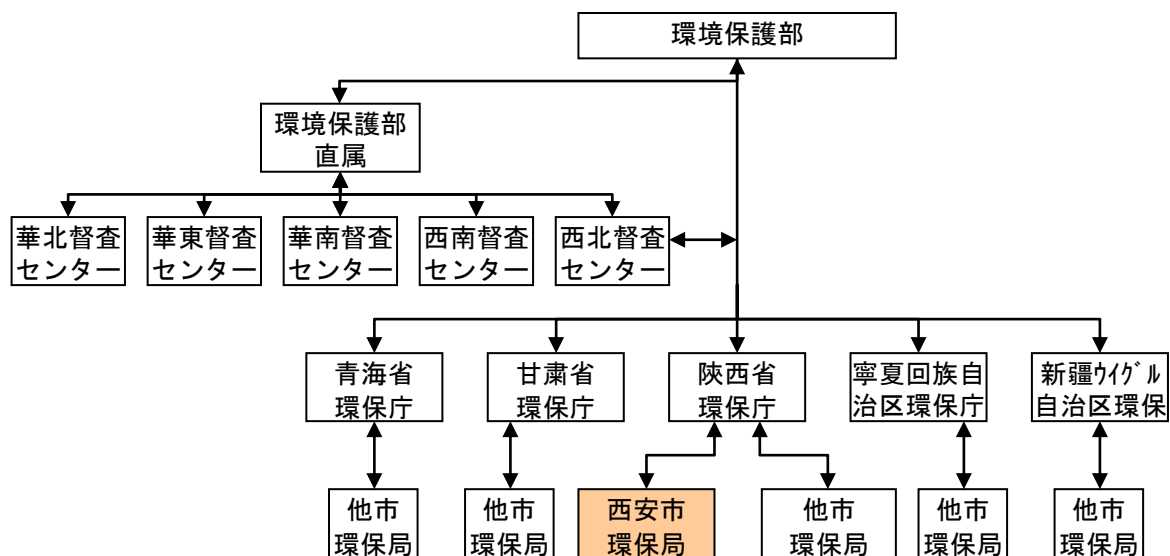 環境保護部
環境保護部
直属
華北督査
センター
華東督査
センター
華南督査
センター
西南督査
センター
西北督査
センター
青海省
環保庁
甘粛省
環保庁
陝西省
環保庁
寧夏回族自
治区環保庁
新疆ｳｲｸﾞﾙ
自治区環保
他市
環保局
他市
環保局
西安市
環保局
他市
環保局
他市
環保局
他市
環保局